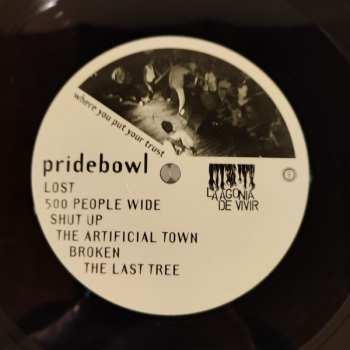 where you put your trust
pridebowl
LOST
500 PEOPLE WIDE
SHUT UP
THE ARTIFICIAL TOWN
BROKEN
THE LAST TREE
LA AGONIA
DE VIVIR